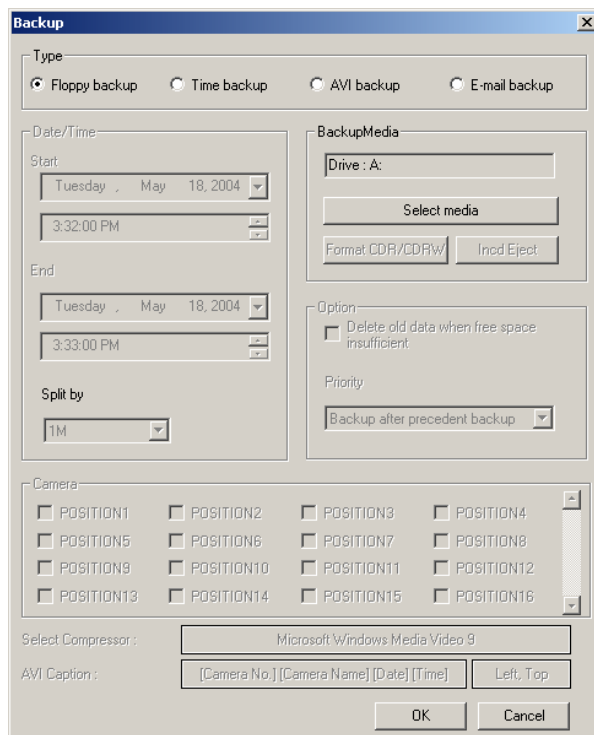 Backup
Type
Floppy backup Time backup AVI backup E-mail backup
Date/Time
Start
Tuesday , May 18, 2004
3:32:00 PM
End
Tuesday , May 18, 2004
3:33:00 PM
Split by
1M
BackupMedia
Drive : A:
Select media
Format CDR/CDRW Incd Eject
Option
Delete old data when free space
insufficient
Priority
Backup after precedent backup
Camera
POSITION1 POSITION2 POSITION3 POSITION4
POSITION5 POSITION6 POSITION7 POSITION8
POSITION9 POSITION10 POSITION11 POSITION12
POSITION13 POSITION14 POSITION15 POSITION16
Select Compressor : Microsoft Windows Media Video 9
AVI Caption : [Camera No.] [Camera Name] [Date] [Time] Left, Top
OK Cancel